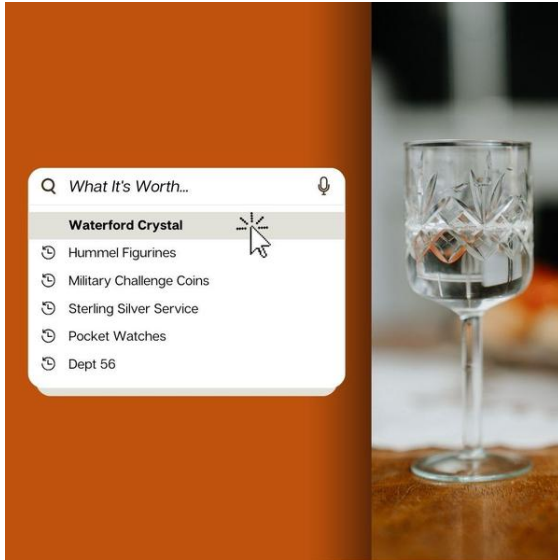 What It's Worth...
Waterford Crystal
Hummel Figurines
Military Challenge Coins
Sterling Silver Service
Pocket Watches
Dept 56